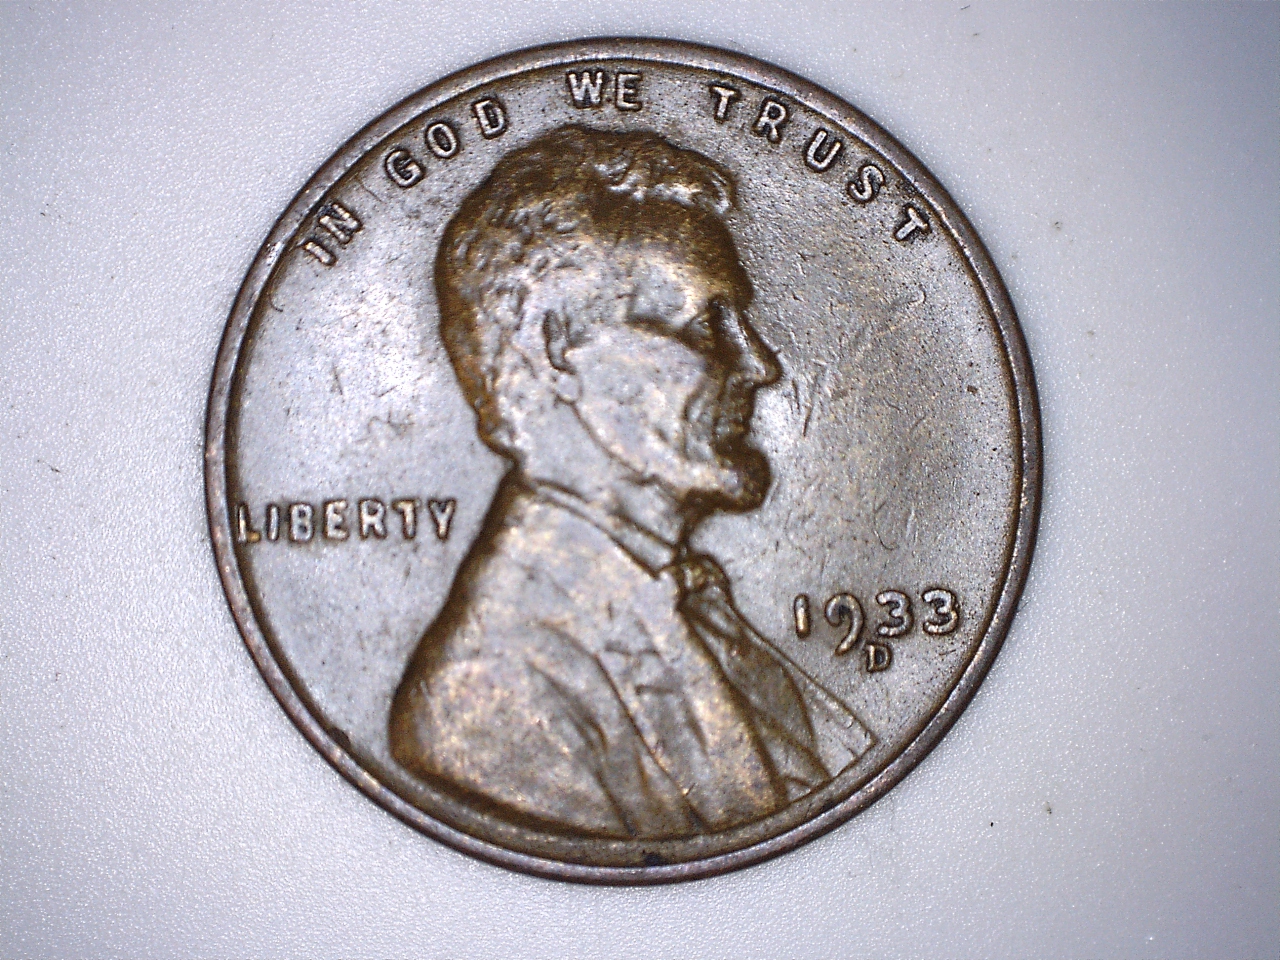 IN GOD WE TRUST
LIBERTY
1933
D